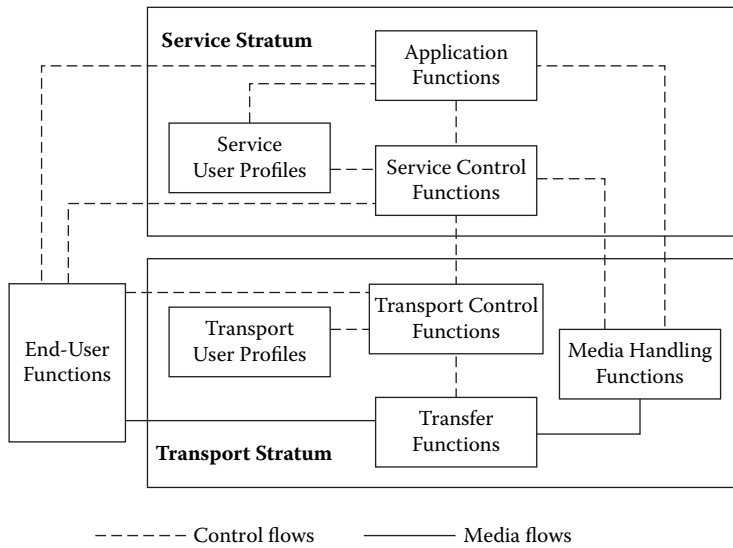 Service Stratum
Application
Functions
Service
User Profiles
Service Control
Functions
End-User
Functions
Transport
User Profiles
Transport Control
Functions
Media Handling
Functions
Transfer
Functions
Transport Stratum
Control flows
Media flows